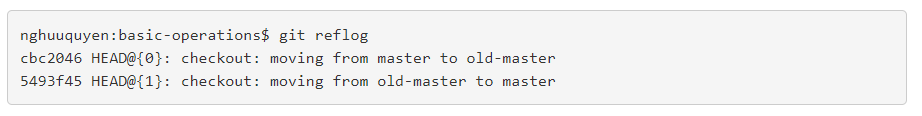 nghuuquyen:basic-operations$ git reflog
cbc2046 HEAD@{0}: checkout: moving from master to old-master
5493f45 HEAD@{1}: checkout: moving from old-master to master